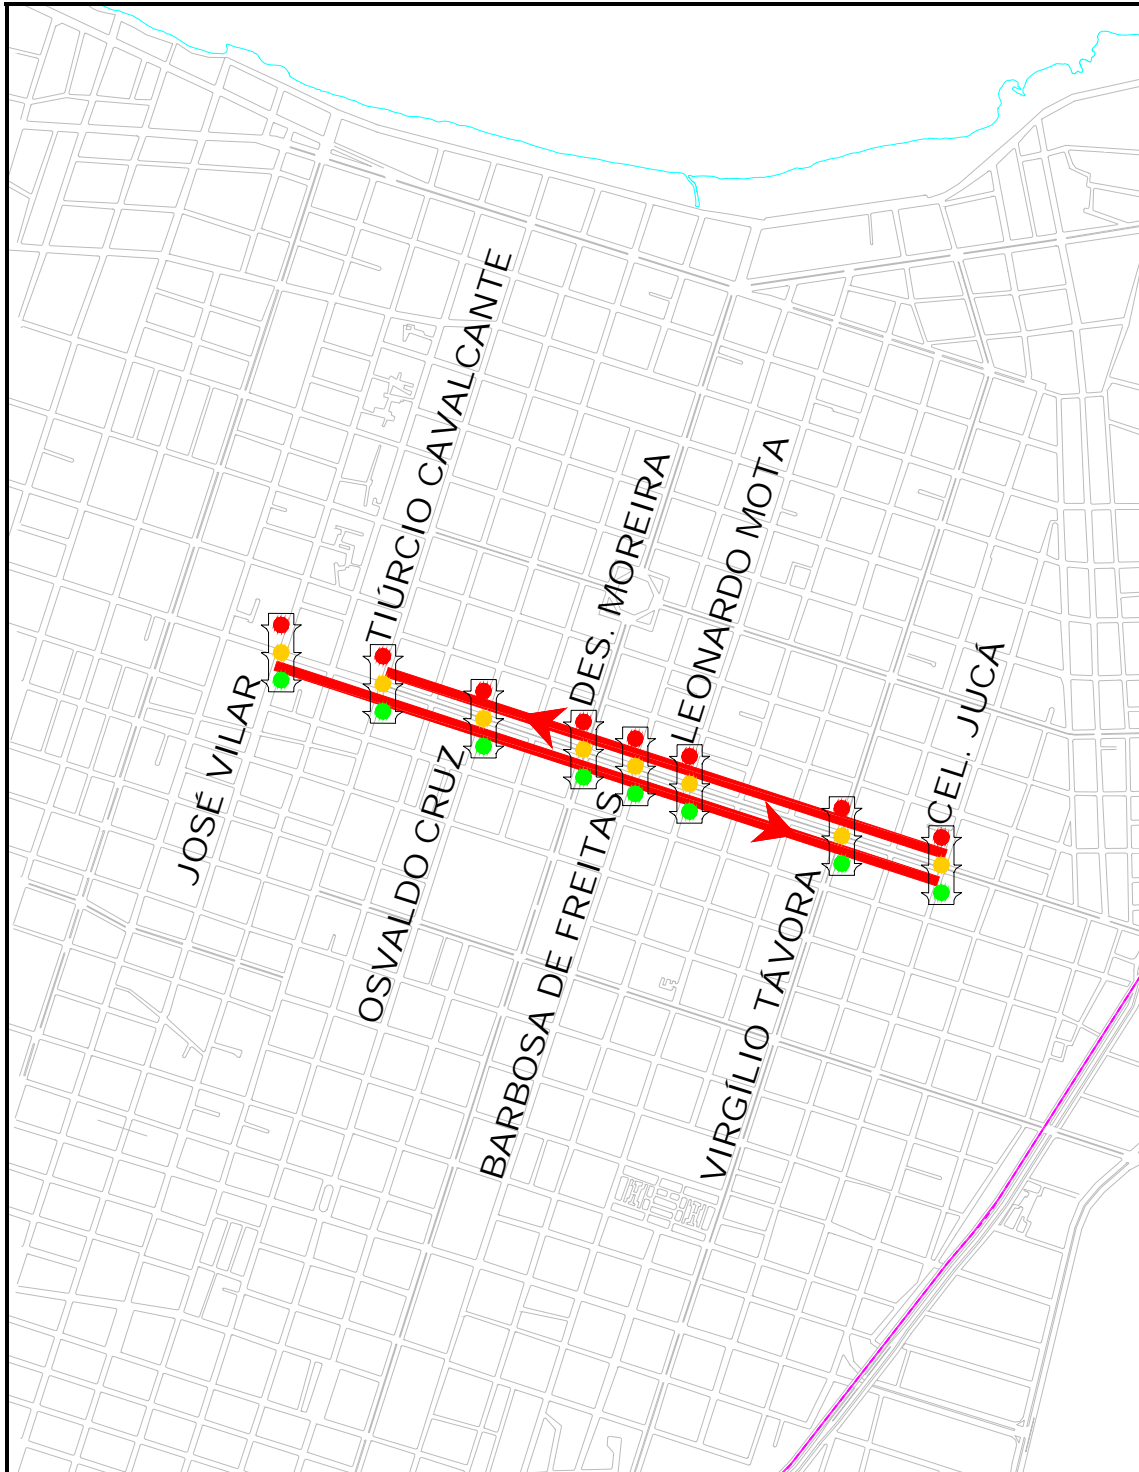 TIÚRCIO CAVALCANTE
DES. MOREIRA
LEONARDO MOTA
CEL. JUCÁ
JOSÉ VILAR
OSVALDO CRUZ
BARBOSA DE FREITAS
VIRGÍLIO TÁVORA